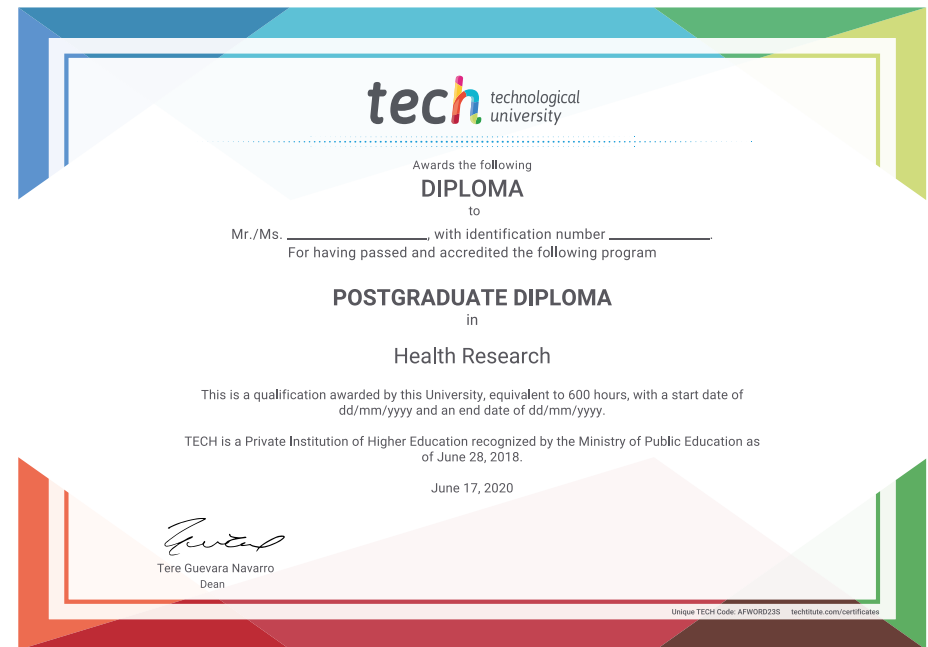 tech technological
university
Awards the following
DIPLOMA
to
Mr./Ms. ____________________, with identification number ______________.
For having passed and accredited the following program
POSTGRADUATE DIPLOMA
in
Health Research
This is a qualification awarded by this University, equivalent to 600 hours, with a start date of
dd/mm/yyyy and an end date of dd/mm/yyyy.
TECH is a Private Institution of Higher Education recognized by the Ministry of Public Education as
of June 28, 2018.
June 17, 2020
Tere Guevara Navarro
Dean
Unique TECH Code: AFWORD23S techtitute.com/certificates